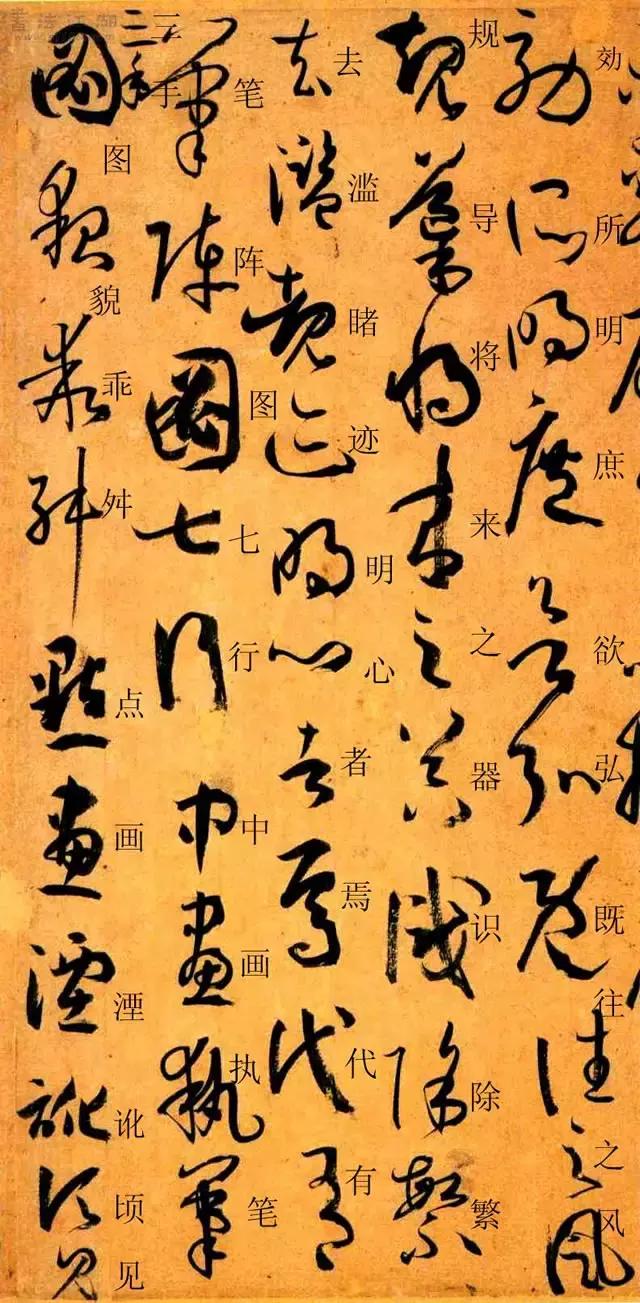 効所明庶欲弘既往之风
规导将来之器识除繁
去滥睹迹明心者焉代有
笔阵图七行中画执笔三手
图貌乖舛点画湮讹顷见